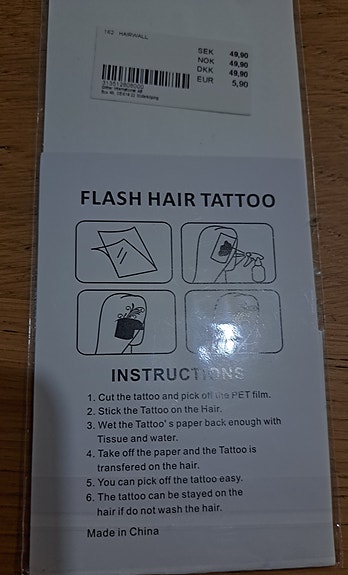 162 HAIRWALL
SEK 49,90
NOK 49,90
DKK 49,90
EUR 5,90
FLASH HAIR TATTOO
INSTRUCTIONS
1. Cut the tattoo and pick off the PET film.
2. Stick the Tattoo on the Hair.
3. Wet the Tattoo's paper back enough with
Tissue and water.
4. Take off the paper and the Tattoo is
transfered on the hair.
5. You can pick off the tattoo easy.
6. The tattoo can be stayed on the
hair if do not wash the hair.
Made in China